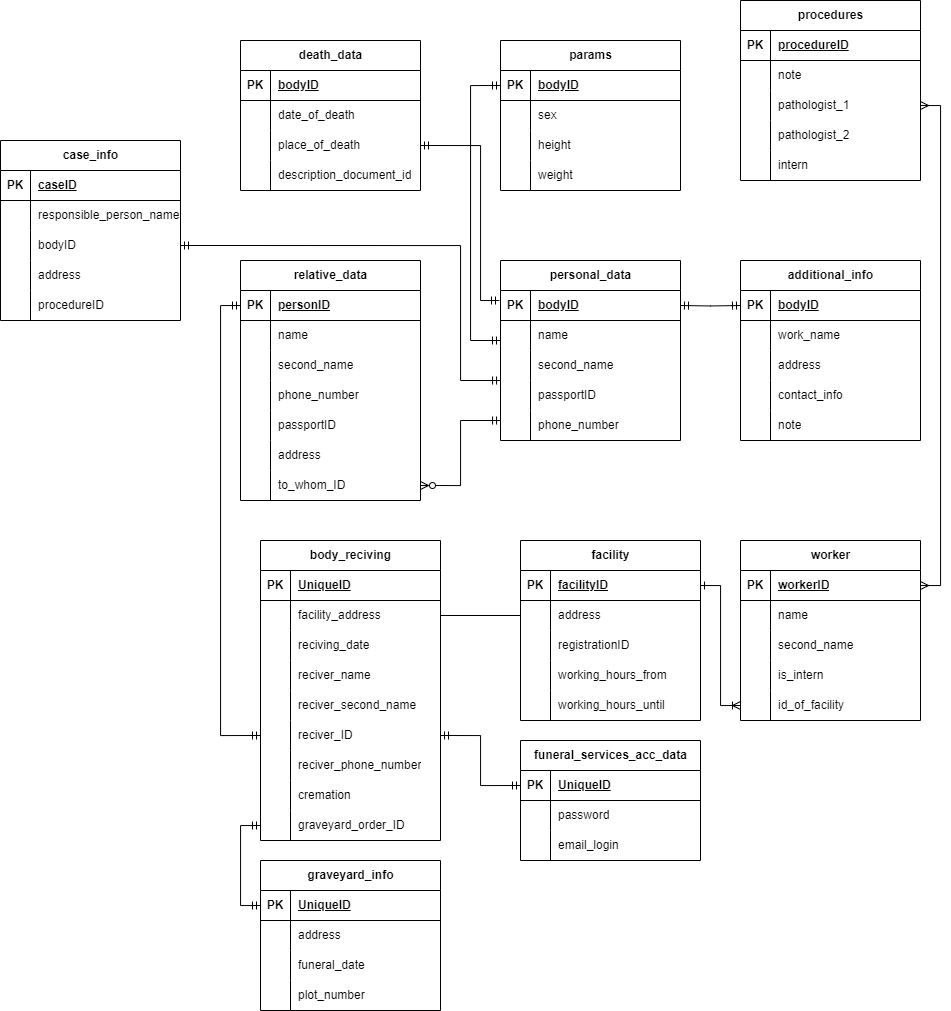 procedures
PK procedureID
note
pathologist_1
pathologist_2
intern
death_data
PK bodyID
date_of_death
place_of_death
description_document_id
params
PK bodyID
sex
height
weight
case_info
PK caseID
responsible_person_name
bodyID
address
procedureID
relative_data
PK personID
name
second_name
phone_number
passportID
address
to_whom_ID
personal_data
PK bodyID
name
second_name
passportID
phone_number
additional_info
PK bodyID
work_name
address
contact_info
note
body_reciving
PK UniqueID
facility_address
reciving_date
reciver_name
reciver_second_name
reciver_ID
reciver_phone_number
cremation
graveyard_order_ID
facility
PK facilityID
address
registrationID
working_hours_from
working_hours_until
worker
PK workerID
name
second_name
is_intern
id_of_facility
funeral_services_acc_data
PK UniqueID
password
email_login
graveyard_info
PK UniqueID
address
funeral_date
plot_number